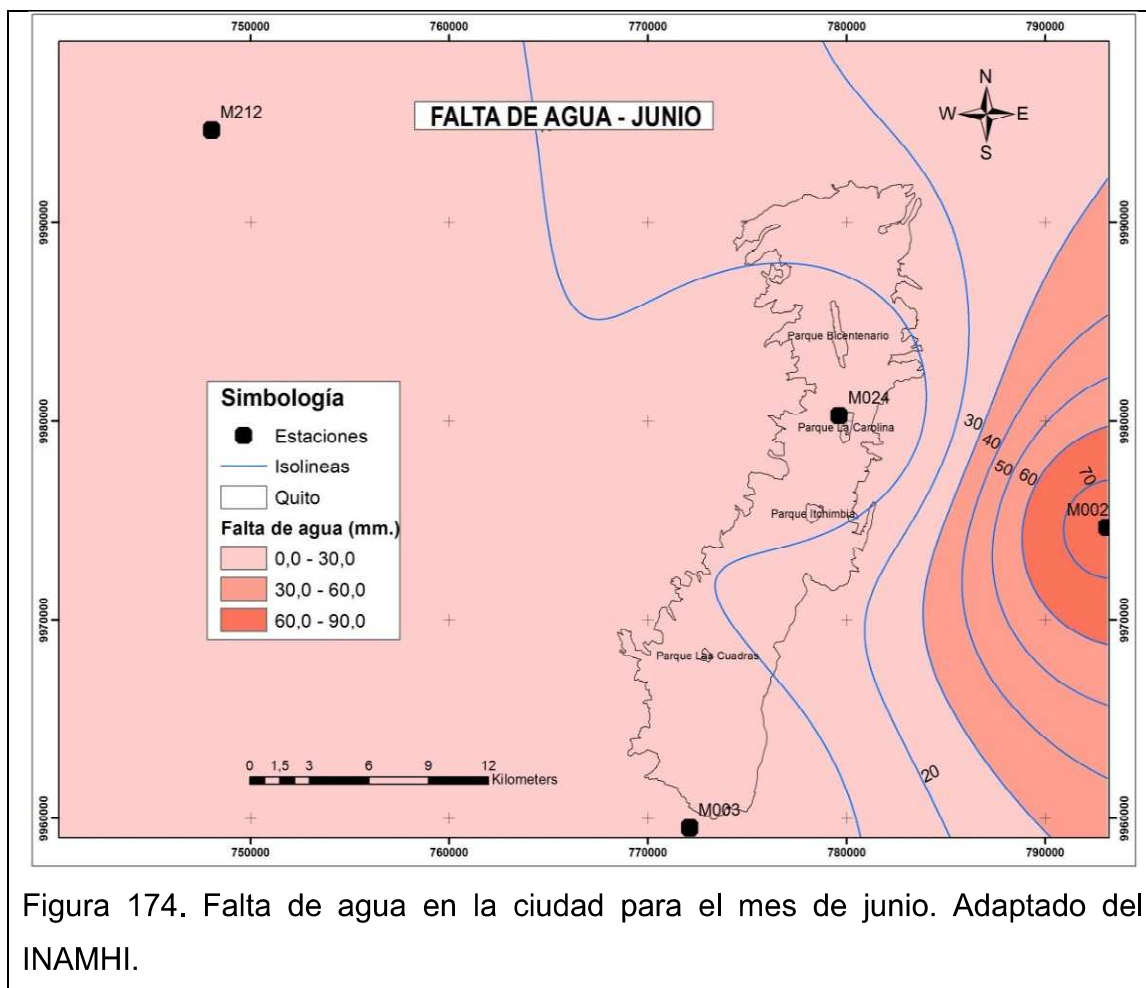 750000 760000 770000 780000 790000
M212
FALTA DE AGUA - JUNIO
N
W E
S
9990000 9990000
Parque Bicentenario
Simbología
Estaciones
Isolineas
Quito
Falta de agua (mm.)
0,0 - 30,0
30,0 - 60,0
60,0 - 90,0
M024
Parque La Carolina
9980000 9980000
30
40
50 60
70
M002
Parque Itchimbia
9970000 9970000
Parque Las Cuadras
0 1,5 3 6 9 12
Kilometers
20
M003
9960000 9960000
750000 760000 770000 780000 790000
Figura 174. Falta de agua en la ciudad para el mes de junio. Adaptado del
INAMHI.